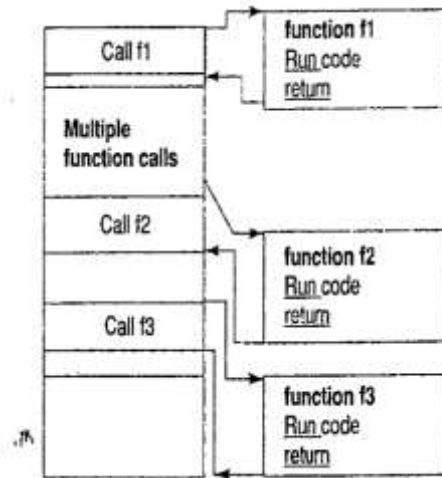 Call f1
Multiple
function calls
Call f2
Call f3
function f1
Run code
return
function f2
Run code
return
function f3
Run code
return